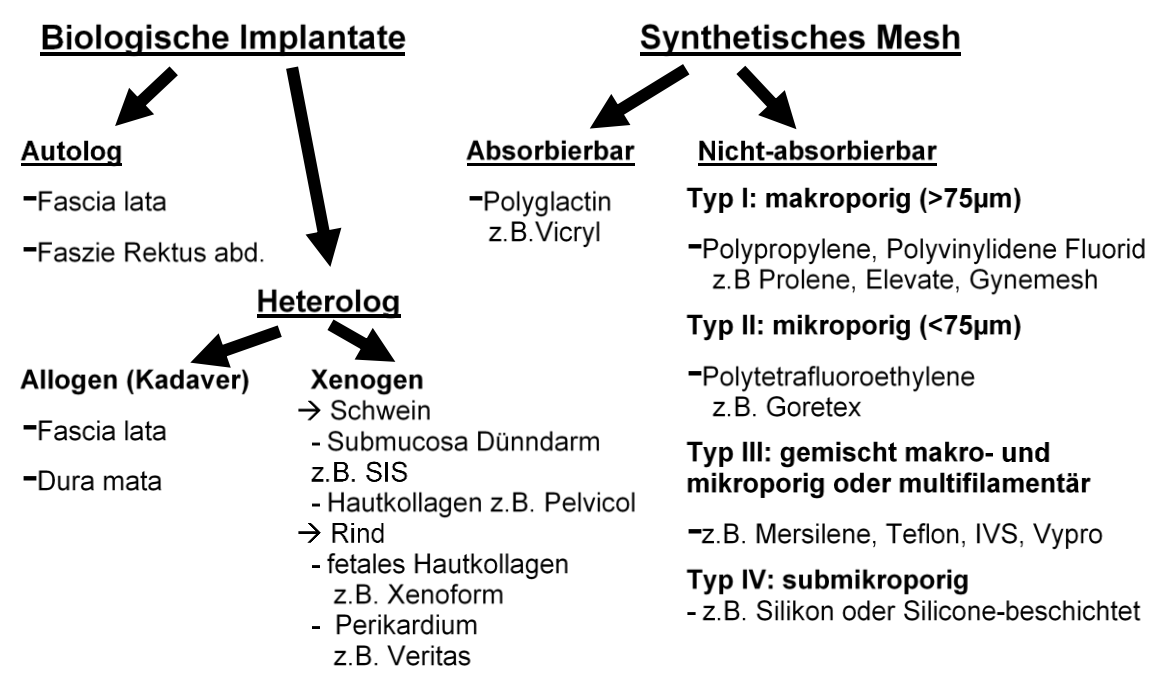 Biologische Implantate
Autolog
-Fascia lata
-Faszie Rektus abd.
Heterolog
Allogen (Kadaver)
-Fascia lata
-Dura mata
Xenogen
→ Schwein
- Submucosa Dünndarm
z.B. SIS
- Hautkollagen z.B. Pelvicol
→ Rind
- fetales Hautkollagen
z.B. Xenoform
- Perikardium
z.B. Veritas
Synthetisches Mesh
Absorbierbar
-Polyglactin
z.B.Vicryl
Nicht-absorbierbar
Typ I: makroporig (>75µm)
-Polypropylene, Polyvinylidene Fluorid
z.B Prolene, Elevate, Gynemesh
Typ II: mikroporig (<75µm)
-Polytetrafluoroethylene
z.B. Goretex
Typ III: gemischt makro- und
mikroporig oder multifilamentär
-z.B. Mersilene, Teflon, IVS, Vypro
Typ IV: submikroporig
- z.B. Silikon oder Silicone-beschichtet